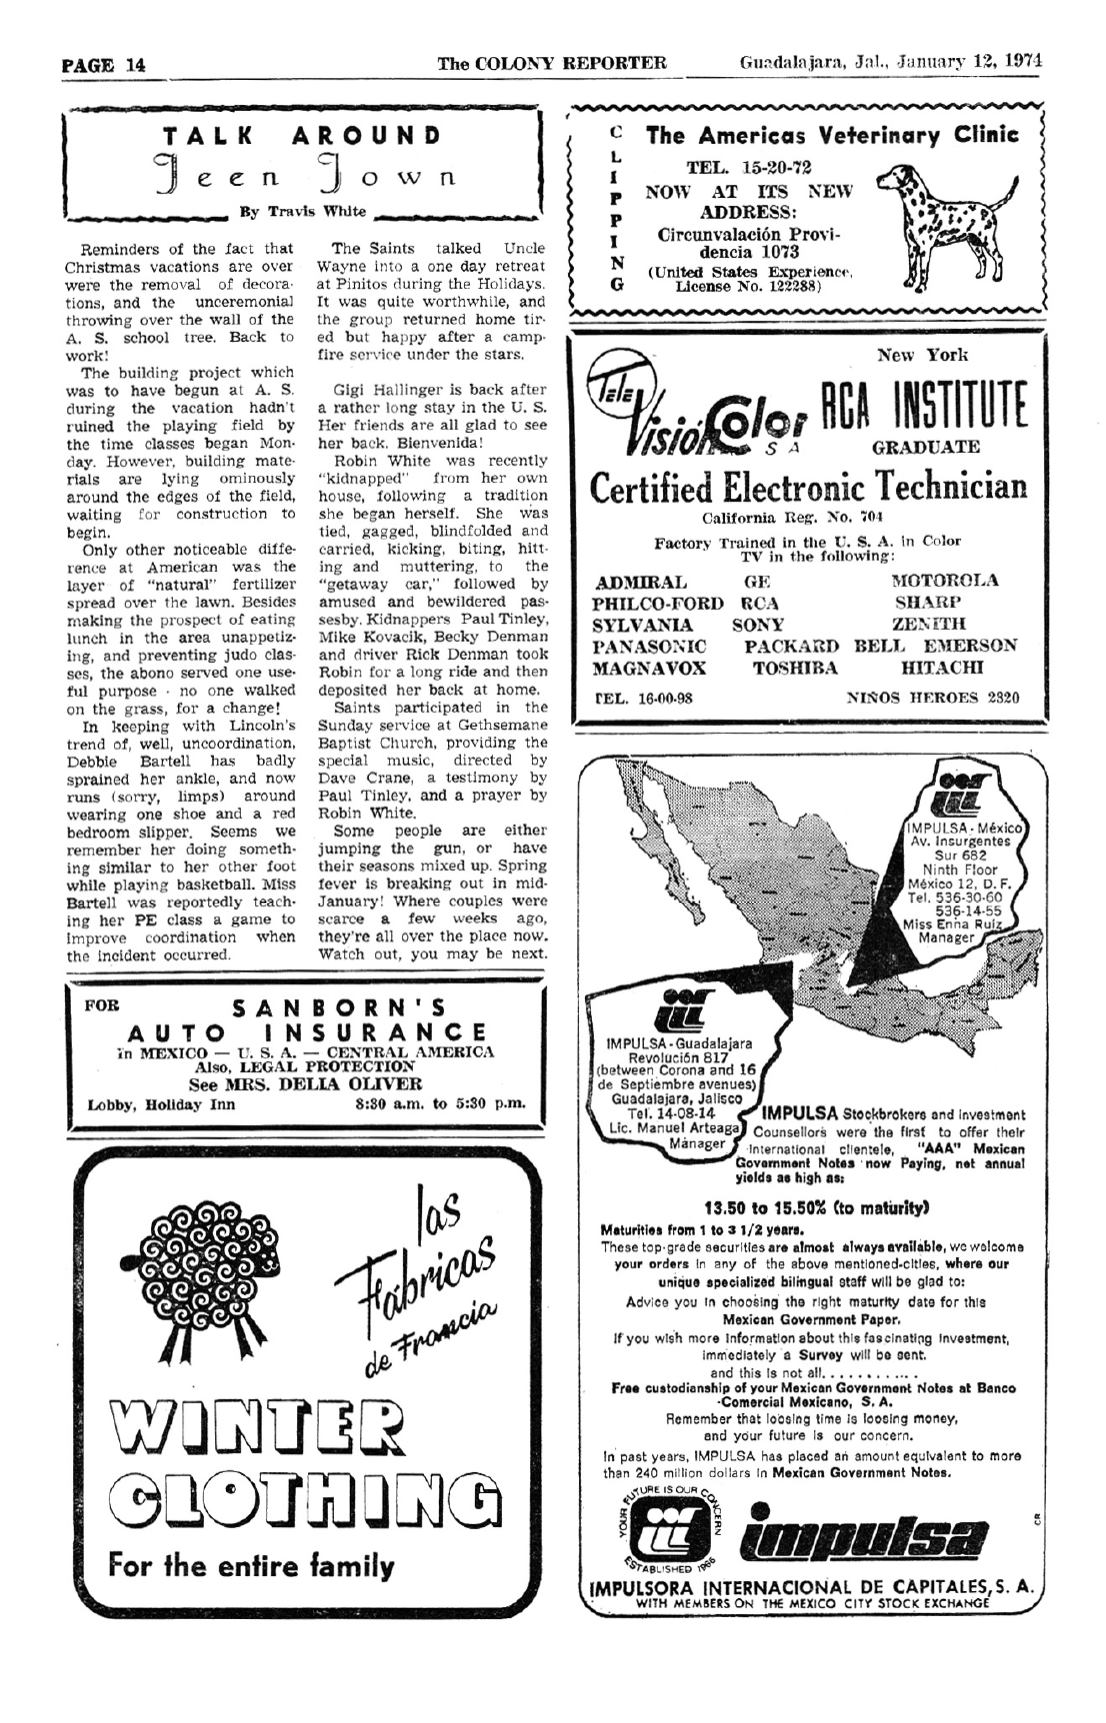 PAGE 14
The COLONY REPORTER
Guadalajara, Jal., January 12, 1974
TALK AROUND
Teen Town
By Travis White
Reminders of the fact that
Christmas vacations are over
were the removal of decora-
tions, and the unceremonial
throwing over the wall of the
A. S. school tree. Back to
work!
The building project which
was to have begun at A. S.
during the vacation hadn't
ruined the playing field by
the time classes began Mon-
day. However, building mate-
rials are lying ominously
around the edges of the field,
waiting for construction to
begin.
Only other noticeable diffe-
rence at American was the
layer of "natural" fertilizer
spread over the lawn. Besides
making the prospect of eating
lunch in the area unappetiz-
ing, and preventing judo clas-
ses, the abono served one use-
ful purpose - no one walked
on the grass, for a change!
In keeping with Lincoln's
trend of, well, uncoordination,
Debbie Bartell has badly
sprained her ankle, and now
runs (sorry, limps) around
wearing one shoe and a red
bedroom slipper. Seems we
remember her doing someth-
ing similar to her other foot
while playing basketball. Miss
Bartell was reportedly teach-
ing her PE class a game to
improve coordination when
the incident occurred.
The Saints talked Uncle
Wayne into a one day retreat
at Pinitos during the Holidays.
It was quite worthwhile, and
the group returned home tir-
ed but happy after a camp-
fire service under the stars.
Gigi Hallinger is back after
a rather long stay in the U. S.
Her friends are all glad to see
her back. Bienvenida!
Robin White was recently
"kidnapped" from her own
house, following a tradition
she began herself. She was
tied, gagged, blindfolded and
carried, kicking, biting, hitt-
ing and muttering, to the
"getaway car," followed by
amused and bewildered pas-
sesby. Kidnappers Paul Tinley,
Mike Kovacik, Becky Denman
and driver Rick Denman took
Robin for a long ride and then
deposited her back at home.
Saints participated in the
Sunday service at Gethsemane
Baptist Church, providing the
special music, directed by
Dave Crane, a testimony by
Paul Tinley, and a prayer by
Robin White.
Some people are either
jumping the gun, or have
their seasons mixed up. Spring
fever is breaking out in mid-
January! Where couples were
scarce a few weeks ago,
they're all over the place now.
Watch out, you may be next.
FOR SANBORN'S
AUTO INSURANCE
in MEXICO — U. S. A. — CENTRAL AMERICA
Also, LEGAL PROTECTION
See MRS. DELIA OLIVER
Lobby, Holiday Inn 8:30 a.m. to 5:30 p.m.
las
Fábricas
de Francia
WINTER
CLOTHING
For the entire family
CLIPPING
The Americas Veterinary Clinic
TEL. 15-20-72
NOW AT ITS NEW
ADDRESS:
Circunvalación Provi-
dencia 1073
(United States Experience,
License No. 122288)
Tele
Visión Color
S A
New York
RCA INSTITUTE
GRADUATE
Certified Electronic Technician
California Reg. No. 704
Factory Trained in the U. S. A. in Color
TV in the following:
ADMIRAL GE MOTOROLA
PHILCO-FORD RCA SHARP
SYLVANIA SONY ZENITH
PANASONIC PACKARD BELL EMERSON
MAGNAVOX TOSHIBA HITACHI
TEL. 16-00-98 NIÑOS HEROES 2320
IMPULSA - México
Av. Insurgentes
Sur 682
Ninth Floor
México 12, D. F.
Tel. 536-30-60
536-14-55
Miss Enna Ruiz
Manager
IMPULSA - Guadalajara
Revolución 817
(between Corona and 16
de Septiembre avenues)
Guadalajara, Jalisco
Tel. 14-08-14
Lic. Manuel Arteaga
Manager
IMPULSA Stockbrokers and Investment
Counsellors were the first to offer their
International clientele, "AAA" Mexican
Government Notes now Paying, net annual
yields as high as:
13.50 to 15.50% (to maturity)
Maturities from 1 to 3 1/2 years.
These top-grade securities are almost always available, we welcome
your orders in any of the above mentioned-cities, where our
unique specialized bilingual staff will be glad to:
Advice you in choosing the right maturity date for this
Mexican Government Paper.
If you wish more information about this fascinating investment,
immediately a Survey will be sent.
and this is not all...........
Free custodianship of your Mexican Government Notes at Banco
Comercial Mexicano, S. A.
Remember that loosing time is loosing money,
and your future is our concern.
In past years, IMPULSA has placed an amount equivalent to more
than 240 million dollars in Mexican Government Notes.
YOUR FUTURE IS OUR CONCERN
ESTABLISHED 1966
impulsa
CR
IMPULSORA INTERNACIONAL DE CAPITALES, S. A.
WITH MEMBERS ON THE MEXICO CITY STOCK EXCHANGE